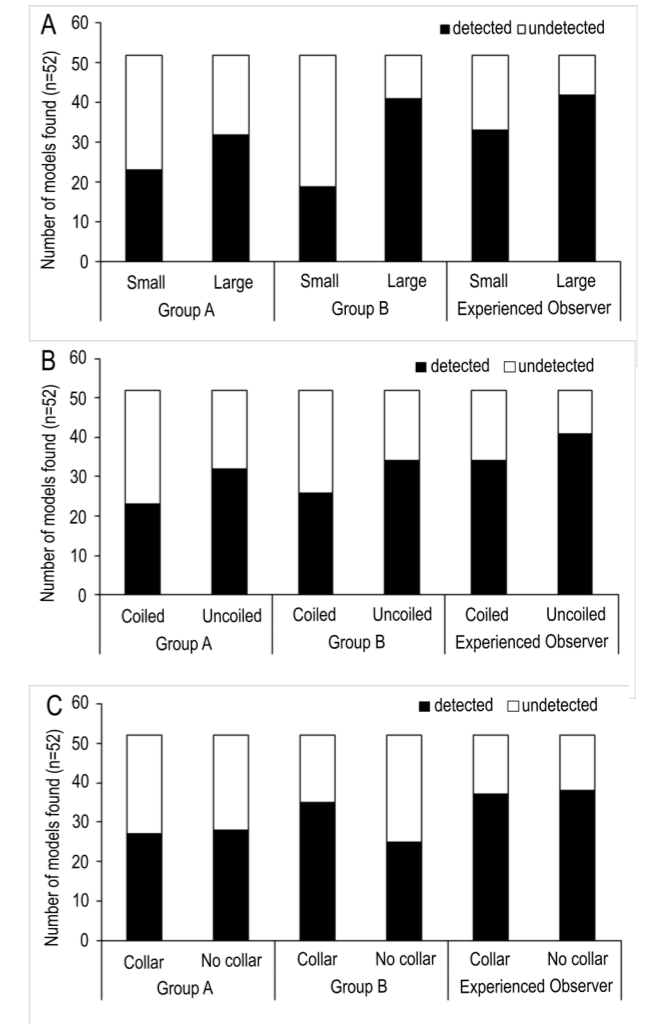 A
detected undetected
Number of models found (n=52)
60
50
40
30
20
10
0
Small Large Small Large Small Large
Group A Group B Experienced Observer
B
detected undetected
Number of models found (n=52)
60
50
40
30
20
10
0
Coiled Uncoiled Coiled Uncoiled Coiled Uncoiled
Group A Group B Experienced Observer
C
detected undetected
Number of models found (n=52)
60
50
40
30
20
10
0
Collar No collar Collar No collar Collar No collar
Group A Group B Experienced Observer